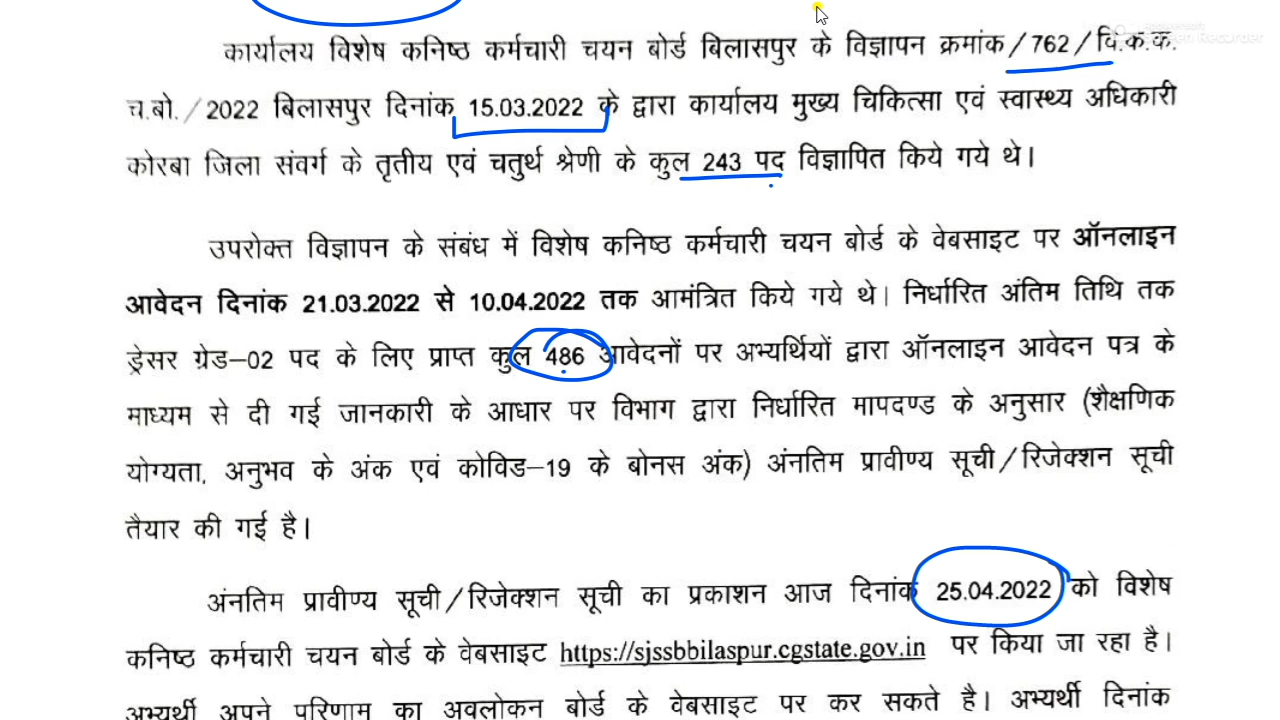 कार्यालय विशेष कनिष्ठ कर्मचारी चयन बोर्ड बिलासपुर के विज्ञापन क्रमांक/762/वि.क.क.
च.बो./2022 बिलासपुर दिनांक 15.03.2022 के द्वारा कार्यालय मुख्य चिकित्सा एवं स्वास्थ्य अधिकारी
कोरबा जिला संवर्ग के तृतीय एवं चतुर्थ श्रेणी के कुल 243 पद विज्ञापित किये गये थे।
उपरोक्त विज्ञापन के संबंध में विशेष कनिष्ठ कर्मचारी चयन बोर्ड के वेबसाइट पर ऑनलाइन
आवेदन दिनांक 21.03.2022 से 10.04.2022 तक आमंत्रित किये गये थे। निर्धारित अंतिम तिथि तक
ड्रेसर ग्रेड–02 पद के लिए प्राप्त कुल 486 आवेदनों पर अभ्यर्थियों द्वारा ऑनलाइन आवेदन पत्र के
माध्यम से दी गई जानकारी के आधार पर विभाग द्वारा निर्धारित मापदण्ड के अनुसार (शैक्षणिक
योग्यता, अनुभव के अंक एवं कोविड–19 के बोनस अंक) अंनतिम प्रावीण्य सूची/रिजेक्शन सूची
तैयार की गई है।
अंनतिम प्रावीण्य सूची/रिजेक्शन सूची का प्रकाशन आज दिनांक 25.04.2022 को विशेष
कनिष्ठ कर्मचारी चयन बोर्ड के वेबसाइट https://sjssbbilaspur.cgstate.gov.in पर किया जा रहा है।
अभ्यर्थी अपने परिणाम का अवलोकन बोर्ड के वेबसाइट पर कर सकते है। अभ्यर्थी दिनांक